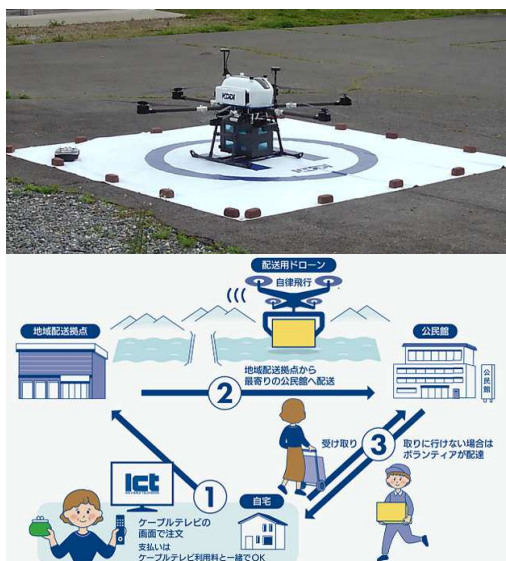 KDDI
KDDI
配送用ドローン
自律飛行
地域配送拠点
公民館
公民館
地域配送拠点から
最寄りの公民館へ配送
2
受け取り
3
取りに行けない場合は
ボランティアが配達
1
ict
自宅
ケーブルテレビの
画面で注文
支払いは
ケーブルテレビ利用料と一緒でOK